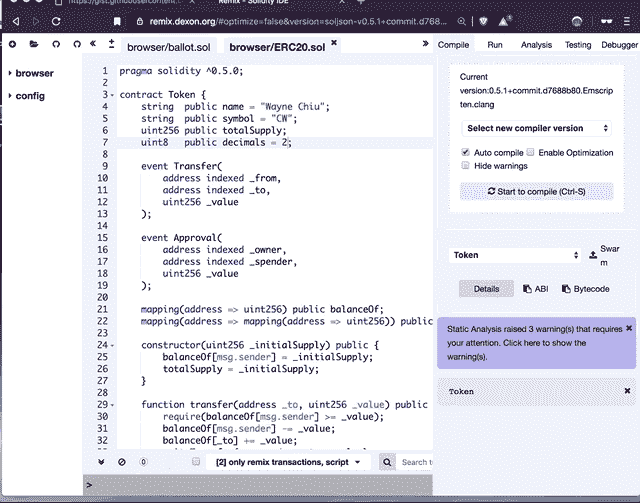 https://gist.githubusercontent.
Remix - Solidity IDE
remix.dexon.org/#optimize=false&version=soljson-v0.5.1+commit.d7688...
browser/ballot.sol
browser/ERC20.sol
Compile
Run
Analysis
Testing
Debugger
browser
config
1 pragma solidity ^0.5.0;
2
3 contract Token {
4 string public name = "Wayne Chiu";
5 string public symbol = "CW";
6 uint256 public totalSupply;
7 uint8 public decimals = 2;
8
9 event Transfer(
10 address indexed _from,
11 address indexed _to,
12 uint256 _value
13 );
14
15 event Approval(
16 address indexed _owner,
17 address indexed _spender,
18 uint256 _value
19 );
20
21 mapping(address => uint256) public balanceOf;
22 mapping(address => mapping(address => uint256)) public
23
24 constructor(uint256 _initialSupply) public {
25 balanceOf[msg.sender] = _initialSupply;
26 totalSupply = _initialSupply;
27 }
28
29 function transfer(address _to, uint256 _value) public
30 require(balanceOf[msg.sender] >= _value);
31 balanceOf[msg.sender] -= _value;
32 balanceOf[_to] += _value;
0
[2] only remix transactions, script
Search to
>
Current
version:0.5.1+commit.d7688b80.Emscrip
ten.clang
Select new compiler version
Auto compile
Enable Optimization
Hide warnings
Start to compile (Ctrl-S)
Token
Swar
m
Details
ABI
Bytecode
Static Analysis raised 3 warning(s) that requires
your attention. Click here to show the
warning(s).
Token